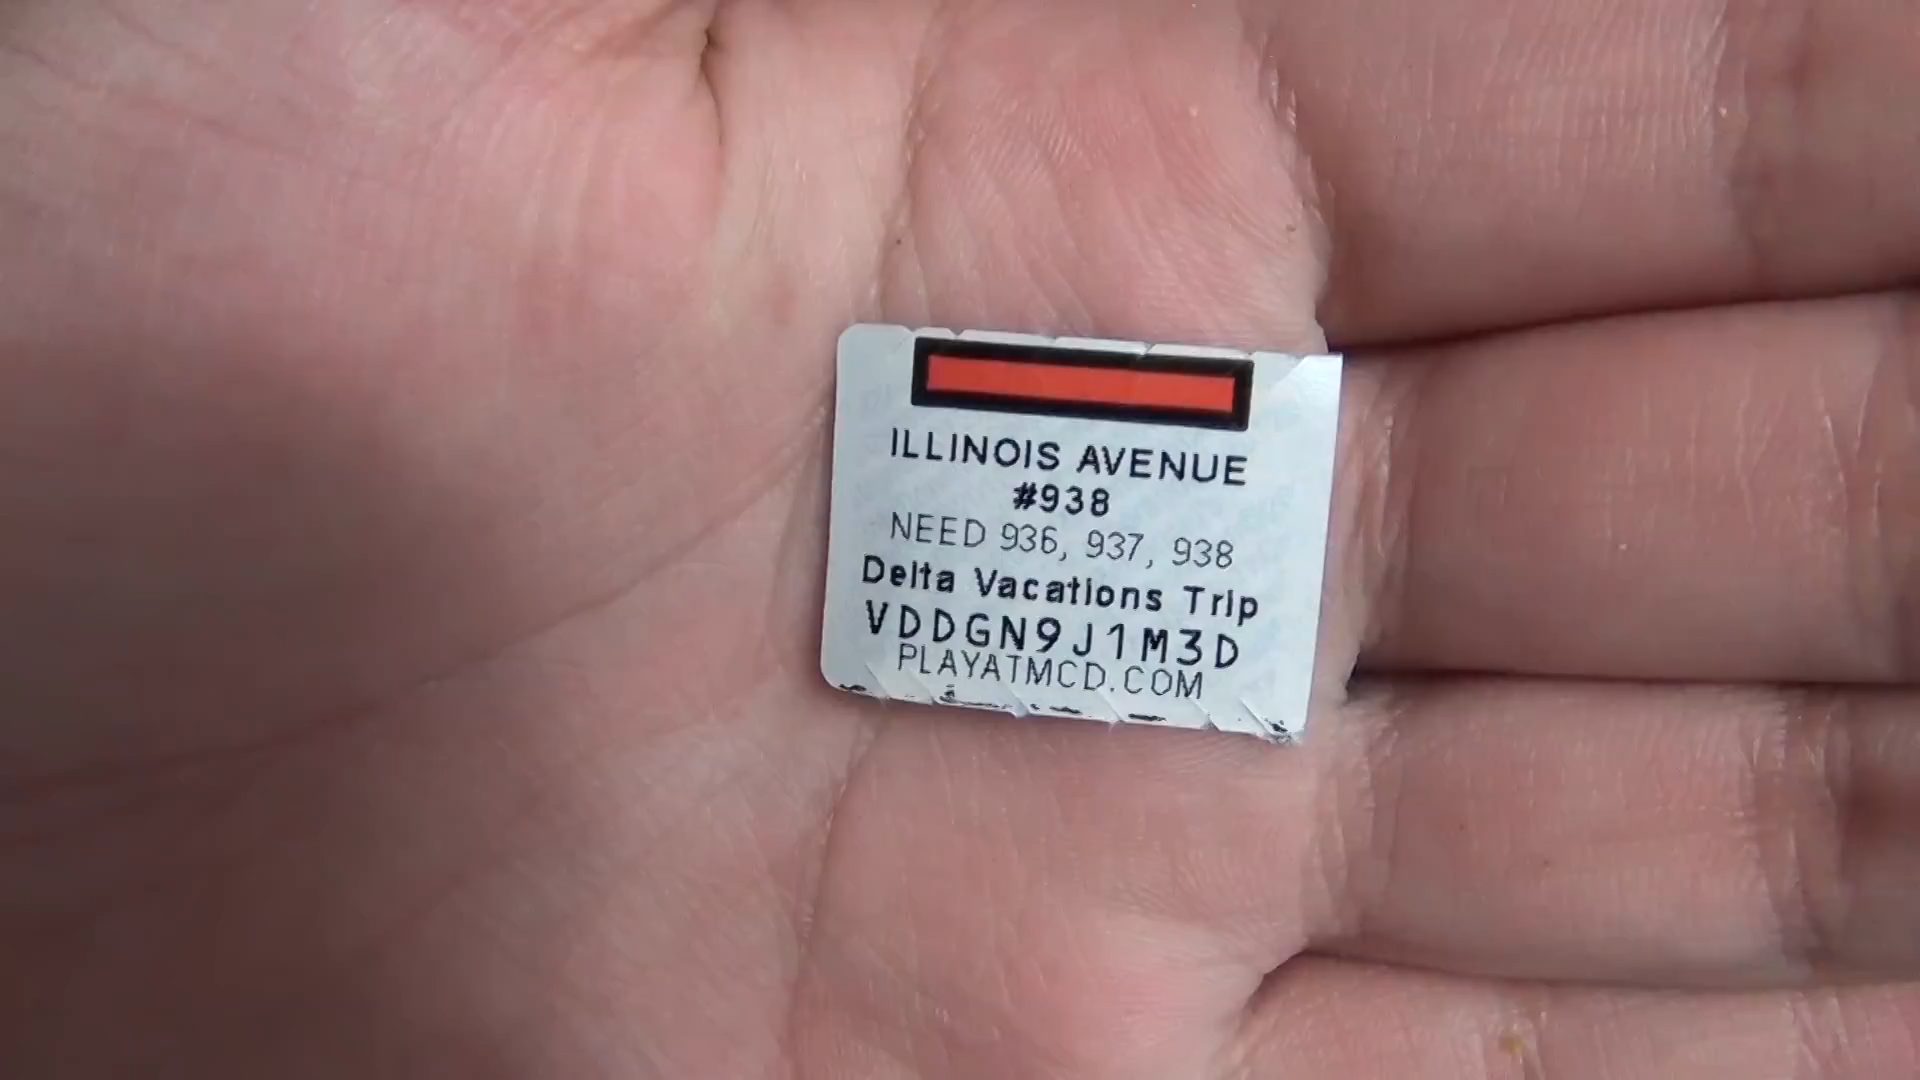 ILLINOIS AVENUE
#938
NEED 936, 937, 938
Delta Vacations Trip
VDDGN9J1M3D
PLAYATMCD.COM